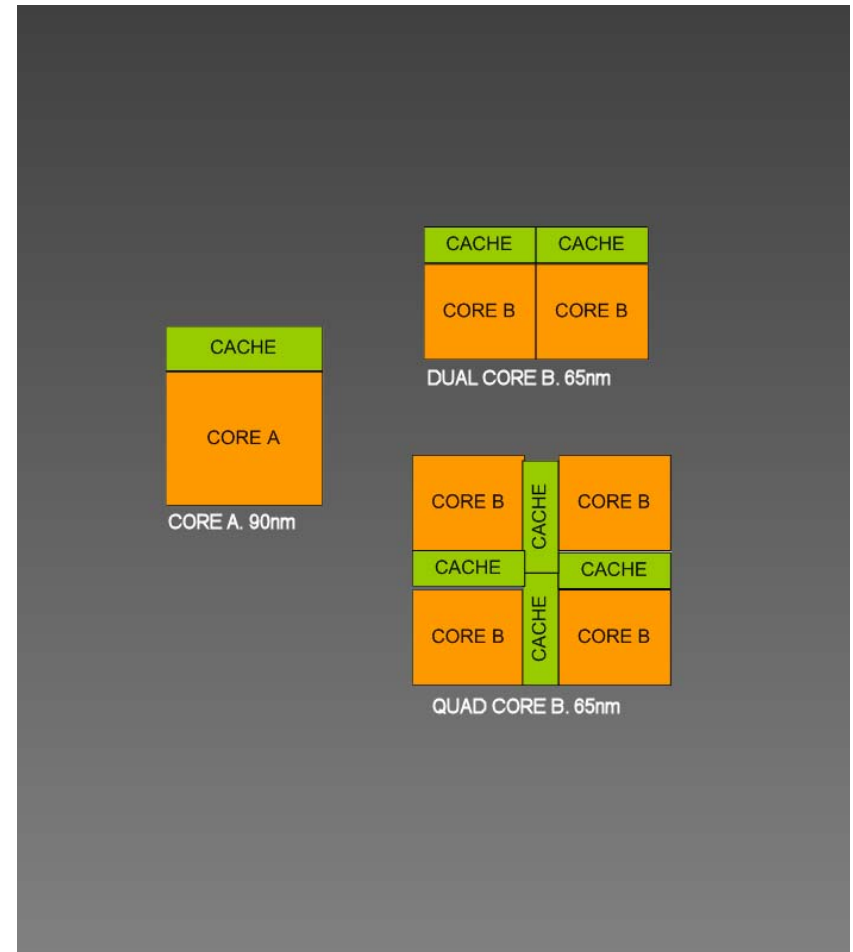 CACHE CACHE
CORE B CORE B
DUAL CORE B. 65nm
CACHE
CORE A
CORE A. 90nm
CORE B CACHE CORE B
CACHE CACHE
CORE B CACHE CORE B
QUAD CORE B. 65nm